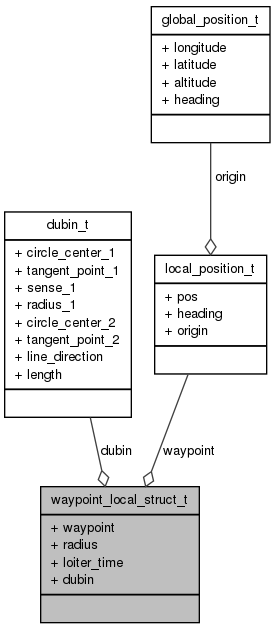 global_position_t
+ longitude
+ latitude
+ altitude
+ heading
origin
dubin_t
+ circle_center_1
+ tangent_point_1
+ sense_1
+ radius_1
+ circle_center_2
+ tangent_point_2
+ line_direction
+ length
local_position_t
+ pos
+ heading
+ origin
dubin
waypoint
waypoint_local_struct_t
+ waypoint
+ radius
+ loiter_time
+ dubin